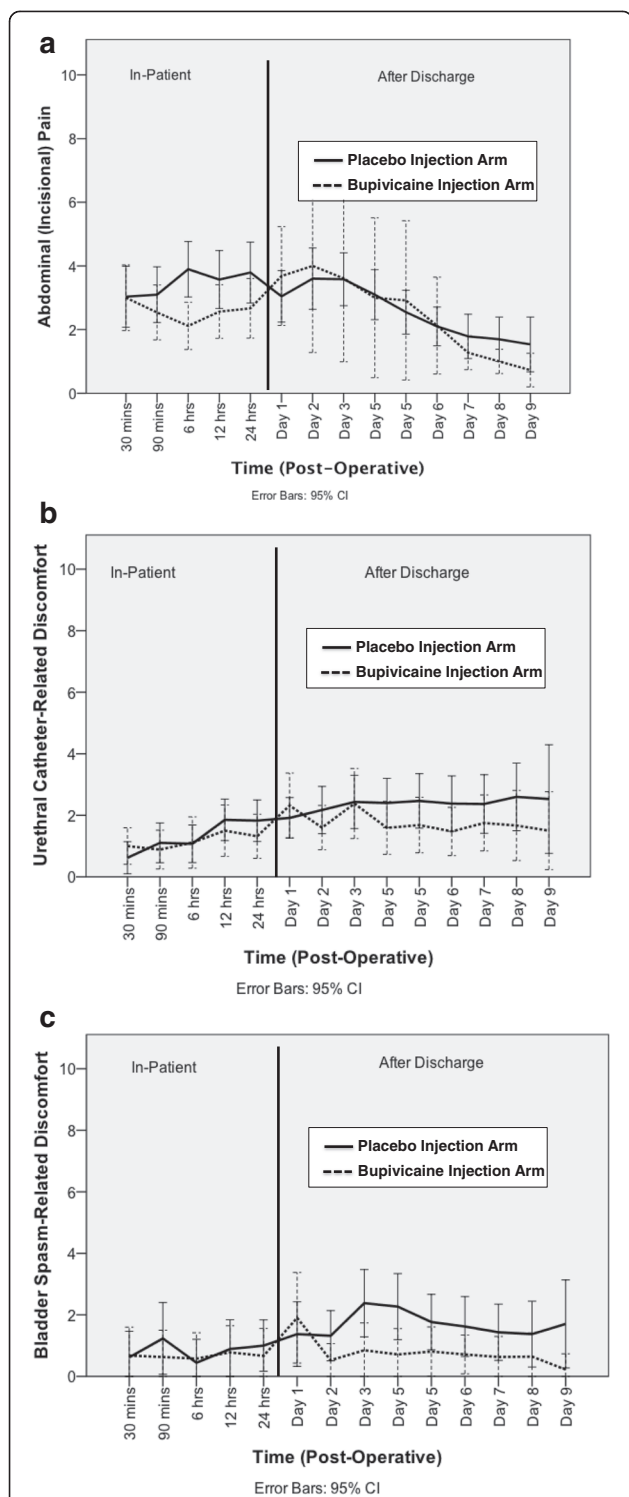 a
Abdominal (Incisional) Pain
10
8
6
4
2
0
In-Patient
After Discharge
Placebo Injection Arm
Bupivicaine Injection Arm
30 mins
90 mins
6 hrs
12 hrs
24 hrs
Day 1
Day 2
Day 3
Day 5
Day 5
Day 6
Day 7
Day 8
Day 9
Time (Post-Operative)
Error Bars: 95% CI
b
Urethral Catheter-Related Discomfort
10
8
6
4
2
0
In-Patient
After Discharge
Placebo Injection Arm
Bupivicaine Injection Arm
30 mins
90 mins
6 hrs
12 hrs
24 hrs
Day 1
Day 2
Day 3
Day 5
Day 5
Day 6
Day 7
Day 8
Day 9
Time (Post-Operative)
Error Bars: 95% CI
c
Bladder Spasm-Related Discomfort
10
8
6
4
2
0
In-Patient
After Discharge
Placebo Injection Arm
Bupivicaine Injection Arm
30 mins
90 mins
6 hrs
12 hrs
24 hrs
Day 1
Day 2
Day 3
Day 5
Day 5
Day 6
Day 7
Day 8
Day 9
Time (Post-Operative)
Error Bars: 95% CI